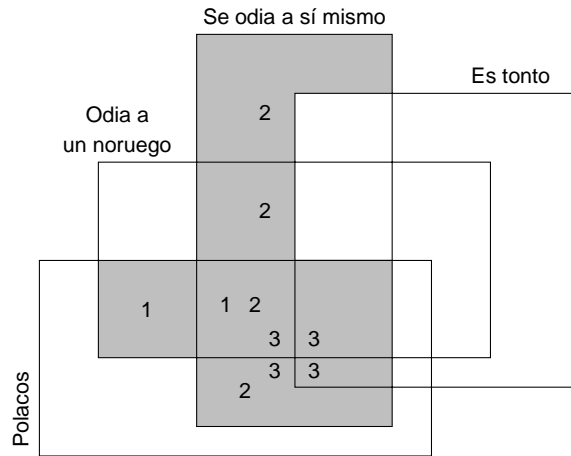 Se odia a sí mismo
Es tonto
Odia a
un noruego
2
2
1
1 2
3 3
3 3
2
Polacos